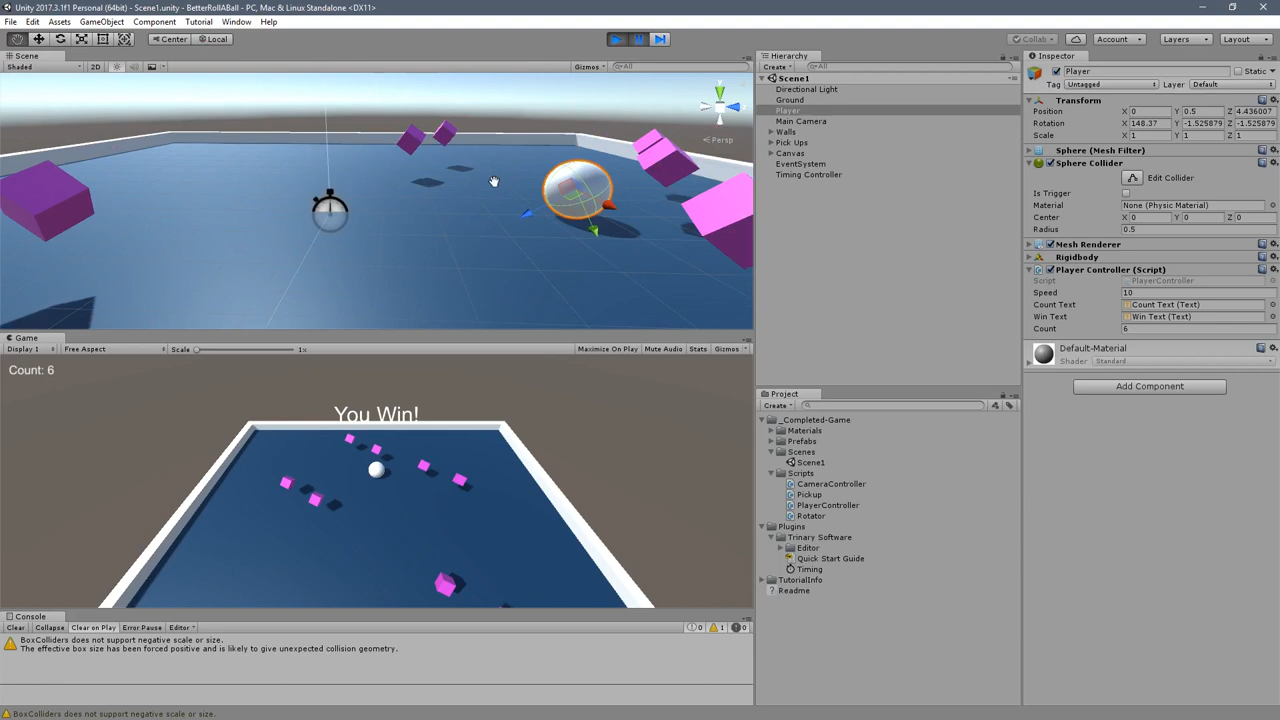 Unity 2017.3.1f1 Personal (64bit) - Scene1.unity - BetterRollABall - PC, Mac & Linux Standalone <DX11>
File Edit Assets GameObject Component Tutorial Window Help
Center Local Collab Account Layers Layout
Scene
Shaded 2D Gizmos All
Persp
y
Game
Display 1 Free Aspect Scale 1x Maximize On Play Mute Audio Stats Gizmos
Count: 6
You Win!
Console
Clear Collapse Clear on Play Error Pause Editor 0 1 0
BoxColliders does not support negative scale or size.
The effective box size has been forced positive and is likely to give unexpected collision geometry.
BoxColliders does not support negative scale or size.
Hierarchy
Create All
Scene1
Directional Light
Ground
Player
Main Camera
Walls
Pick Ups
Canvas
EventSystem
Timing Controller
Project
Create
_Completed-Game
Materials
Prefabs
Scenes
Scene1
Scripts
CameraController
Pickup
PlayerController
Rotator
Plugins
Trinary Software
Editor
Quick Start Guide
Timing
TutorialInfo
Readme
Inspector
Player Static
Tag Untagged Layer Default
Transform
Position X 0 Y 0.5 Z 4.436007
Rotation X 148.37 Y -1.525879 Z -1.525879
Scale X 1 Y 1 Z 1
Sphere (Mesh Filter)
Sphere Collider
Edit Collider
Is Trigger
Material None (Physic Material)
Center X 0 Y 0 Z 0
Radius 0.5
Mesh Renderer
Rigidbody
Player Controller (Script)
Script PlayerController
Speed 10
Count Text Count Text (Text)
Win Text Win Text (Text)
Count 6
Default-Material
Shader Standard
Add Component